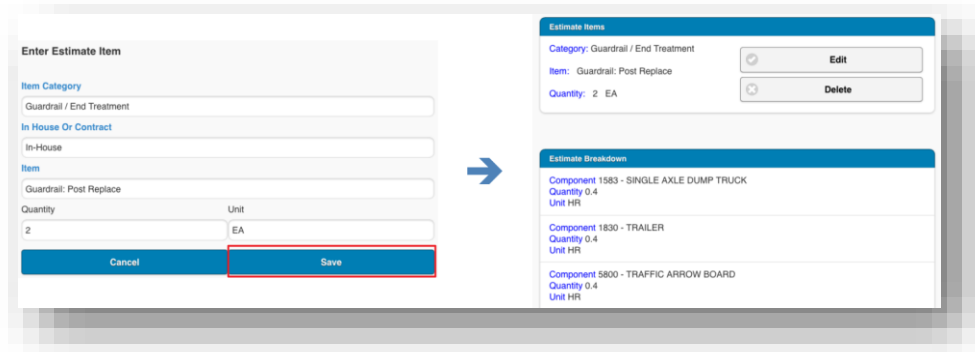 Enter Estimate Item
Item Category
Guardrail / End Treatment
In House Or Contract
In-House
Item
Guardrail: Post Replace
Quantity Unit
2 EA
Cancel Save
Estimate Items
Category: Guardrail / End Treatment
Item: Guardrail: Post Replace
Quantity: 2 EA
Edit
Delete
Estimate Breakdown
Component 1583 - SINGLE AXLE DUMP TRUCK
Quantity 0.4
Unit HR
Component 1830 - TRAILER
Quantity 0.4
Unit HR
Component 5800 - TRAFFIC ARROW BOARD
Quantity 0.4
Unit HR